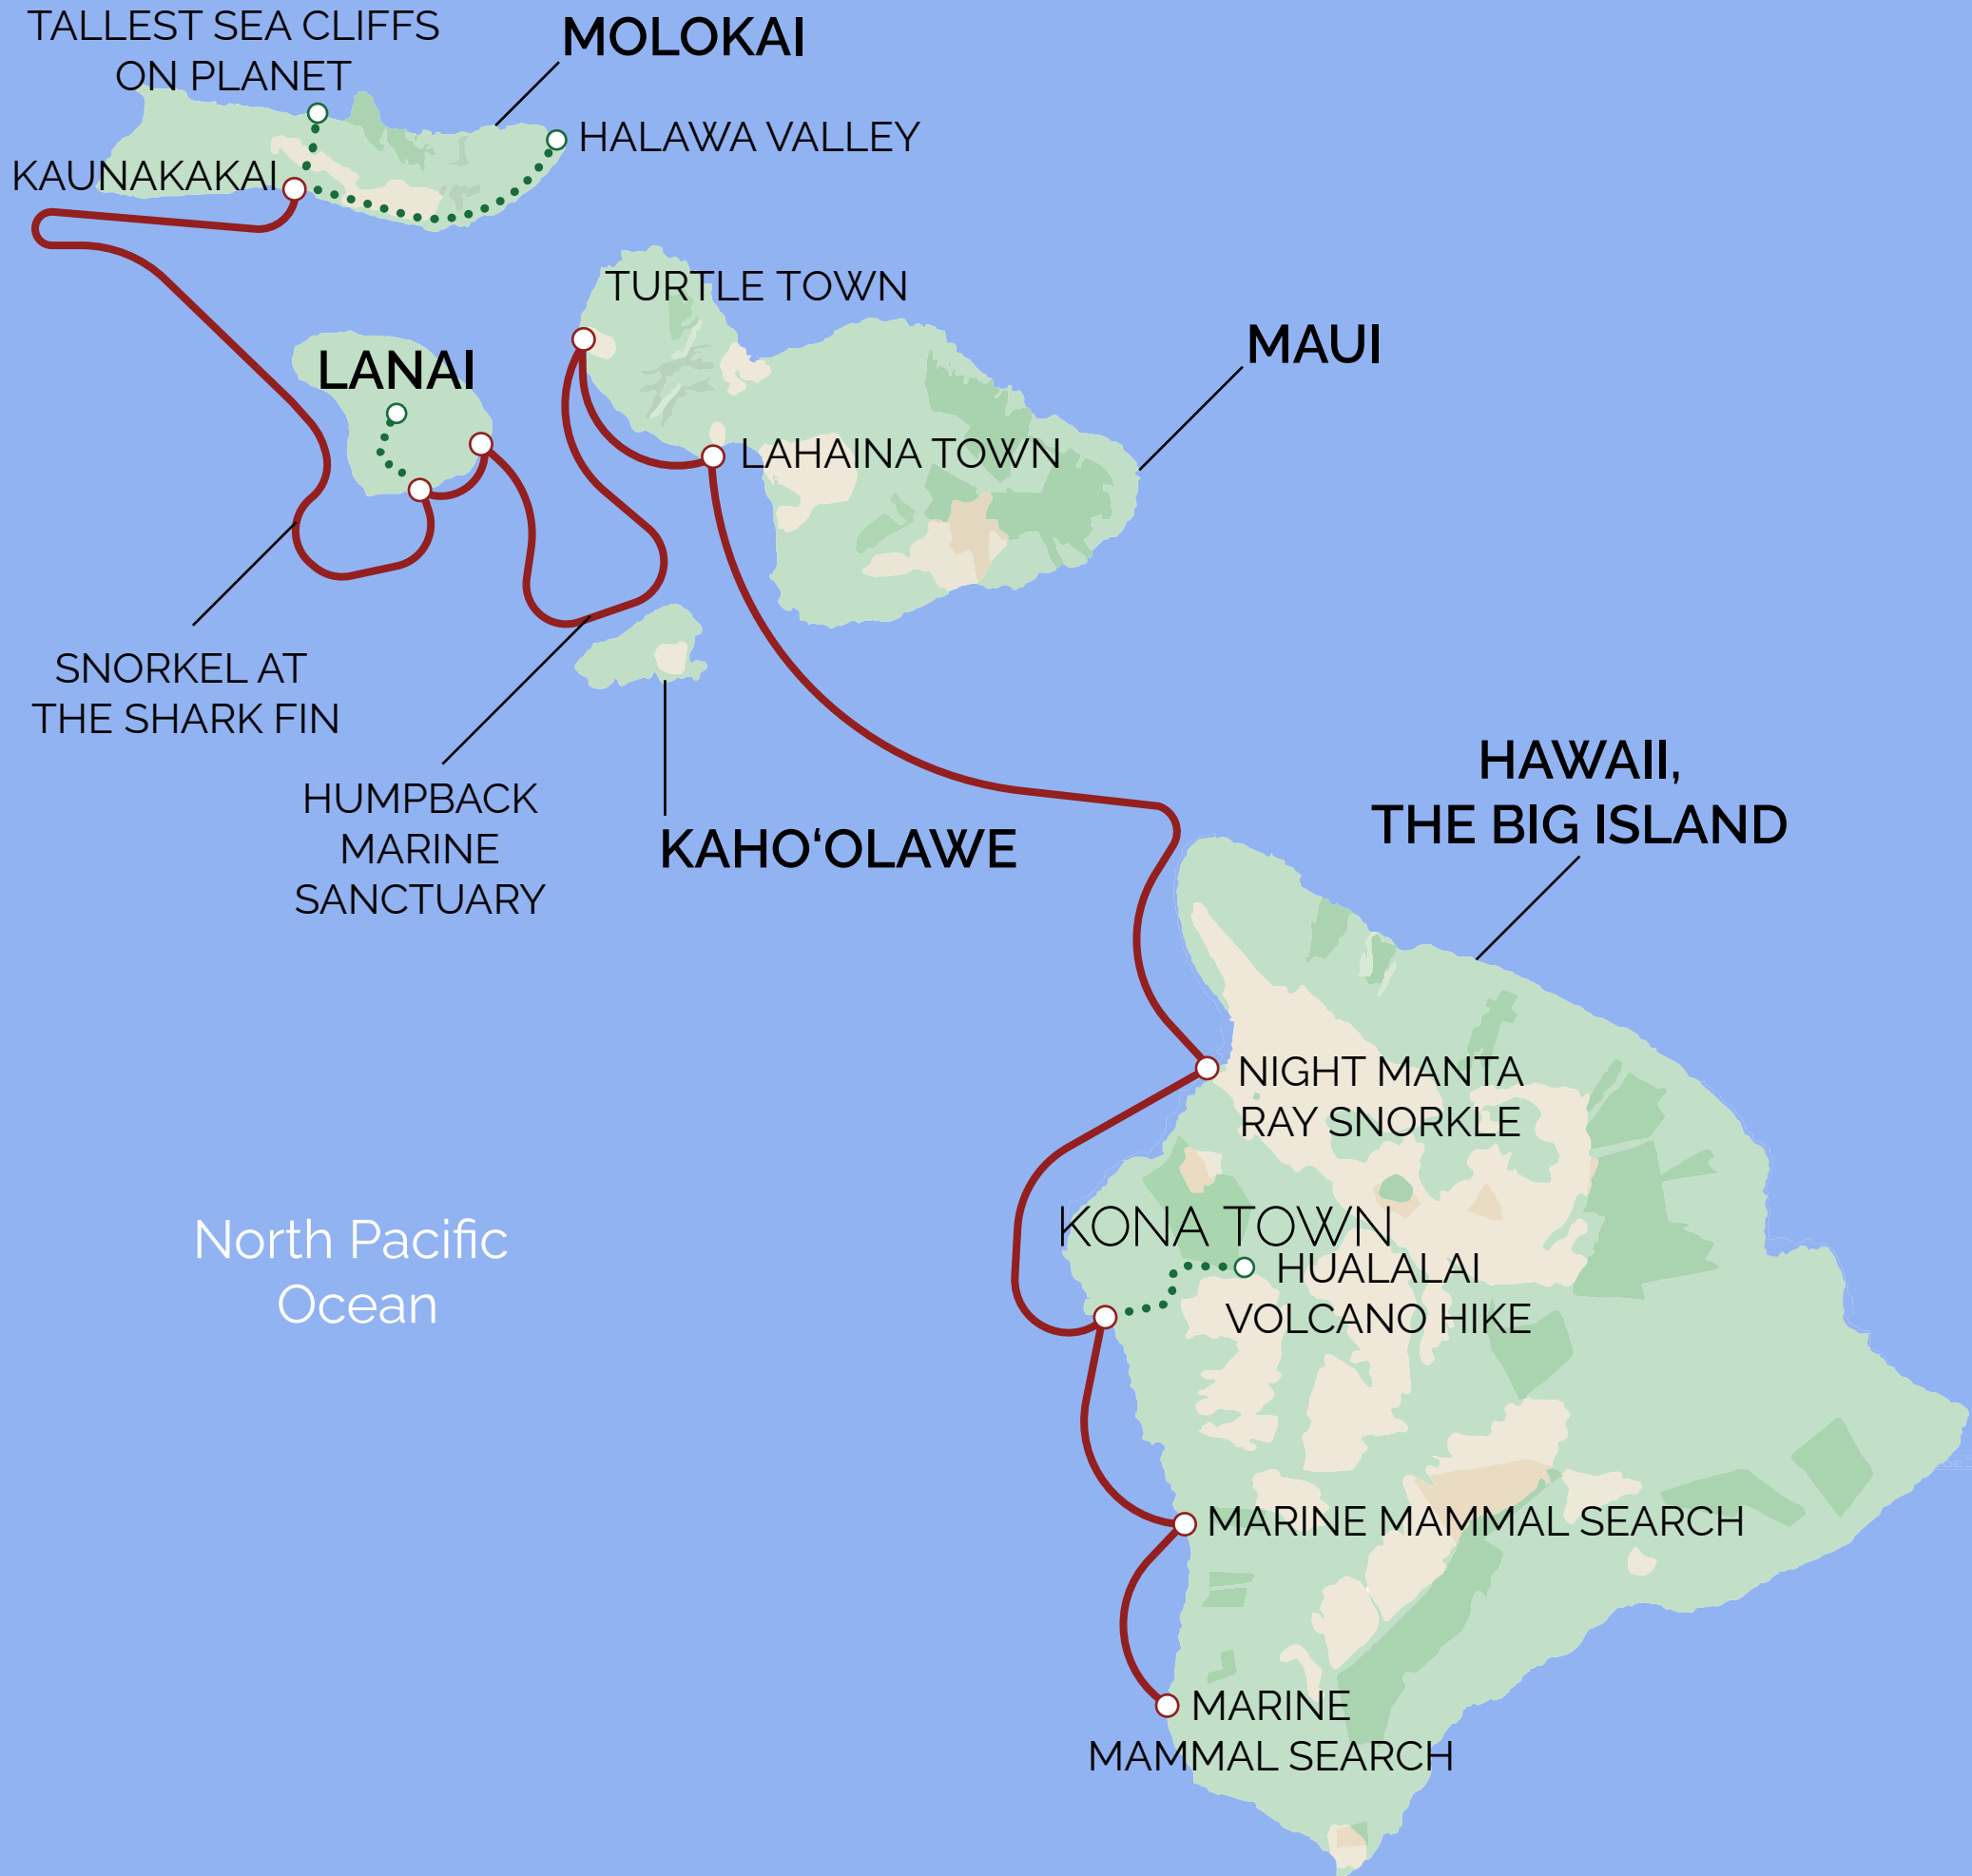 TALLEST SEA CLIFFS
ON PLANET
MOLOKAI
HALAWA VALLEY
KAUNAKAKAI
TURTLE TOWN
LANAI
MAUI
LAHAINA TOWN
SNORKEL AT
THE SHARK FIN
HUMPBACK
MARINE
SANCTUARY
KAHO‘OLAWE
HAWAII,
THE BIG ISLAND
NIGHT MANTA
RAY SNORKLE
KONA TOWN
HUALALAI
VOLCANO HIKE
North Pacific
Ocean
MARINE MAMMAL SEARCH
MARINE
MAMMAL SEARCH